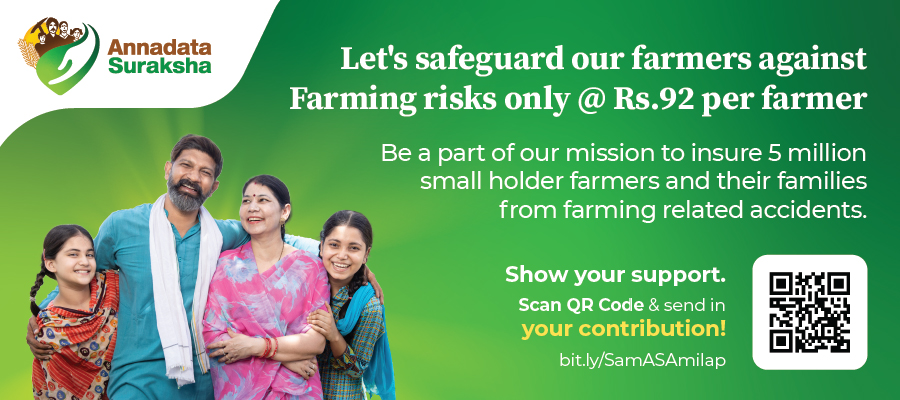 Annadata
Suraksha
Let's safeguard our farmers against
Farming risks only @ Rs.92 per farmer
Be a part of our mission to insure 5 million
small holder farmers and their families
from farming related accidents.
Show your support.
Scan QR Code & send in
your contribution!
bit.ly/SamASAmilap